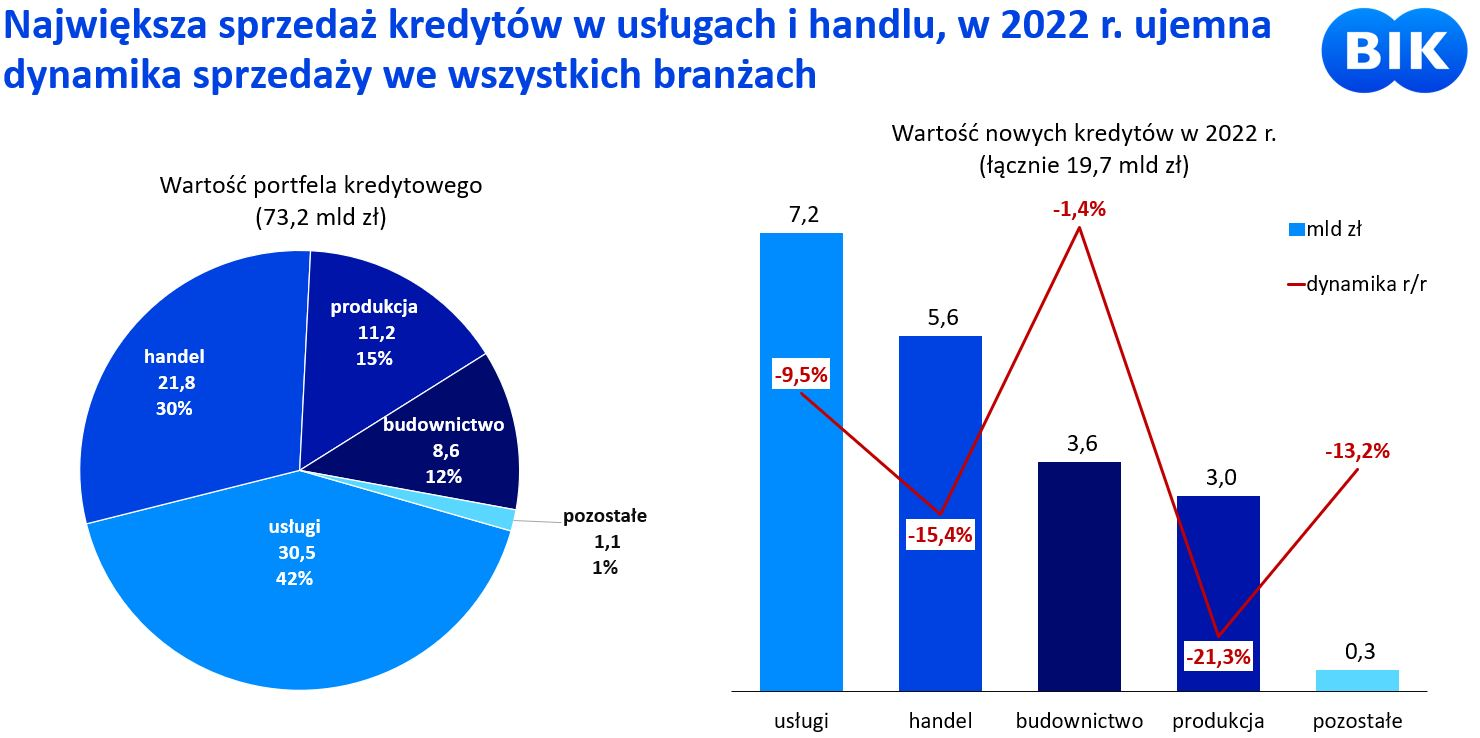 Największa sprzedaż kredytów w usługach i handlu, w 2022 r. ujemna
dynamika sprzedaży we wszystkich branżach
BIK
Wartość portfela kredytowego
(73,2 mld zł)
produkcja
11,2
15%
handel
21,8
30%
budownictwo
8,6
12%
pozostałe
1,1
1%
usługi
30,5
42%
Wartość nowych kredytów w 2022 r.
(łącznie 19,7 mld zł)
7,2
-1,4%
mld zł
dynamika r/r
5,6
-9,5%
3,6
-13,2%
3,0
-15,4%
-21,3%
0,3
usługi handel budownictwo produkcja pozostałe